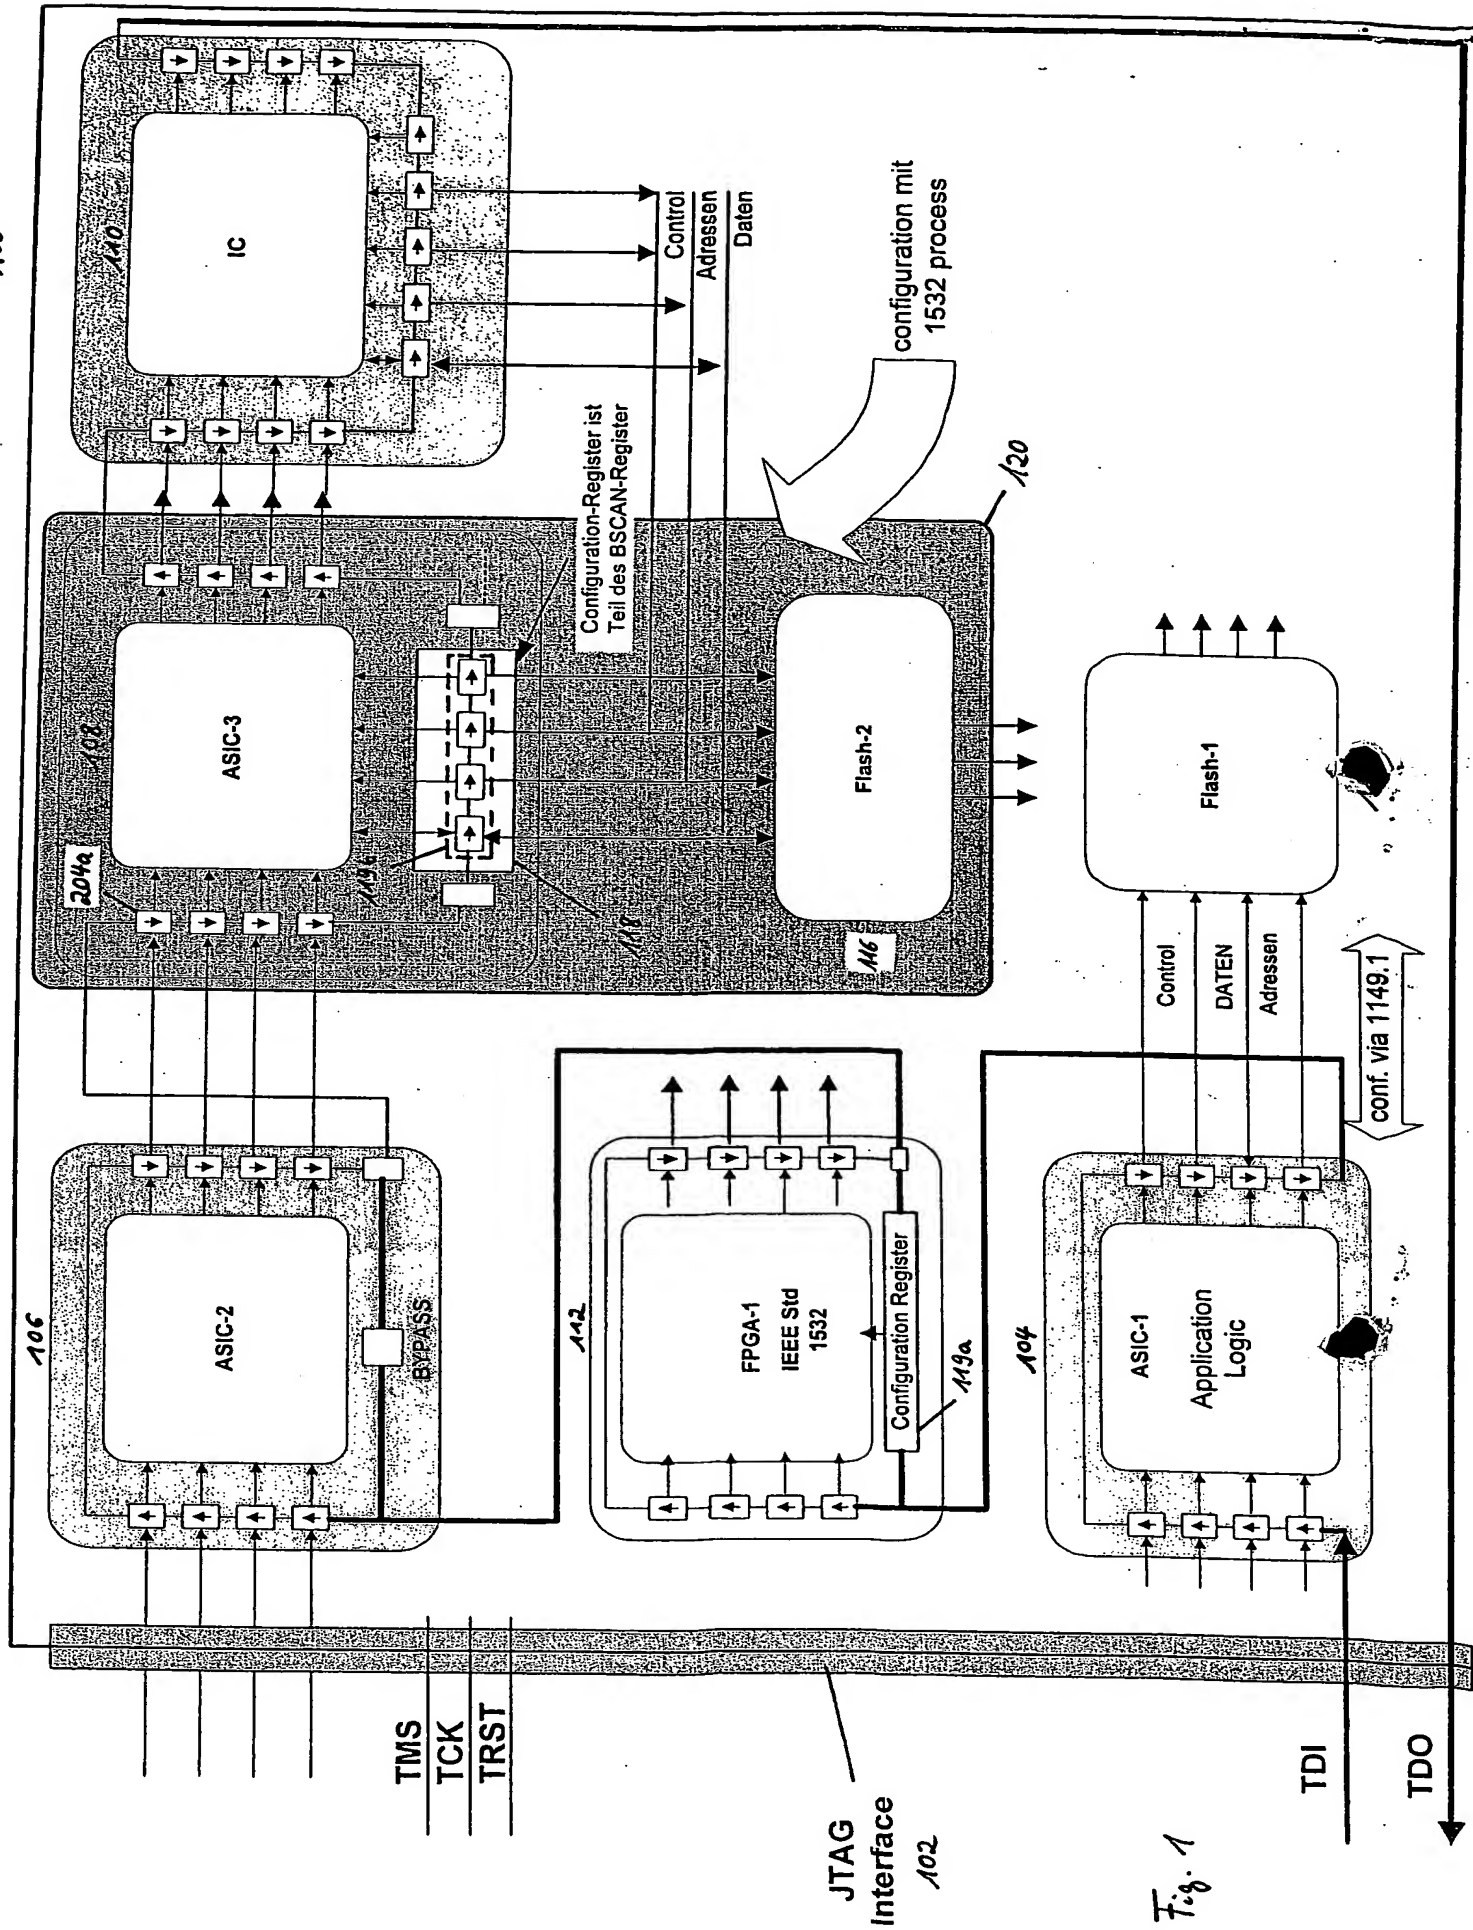 106
ASIC-2
BYPASS
204a
108
ASIC-3
118
Configuration-Register ist
Teil des BSCAN-Register
110
IC
Control
Adressen
Daten
configuration mit
1532 process
120
116
Flash-2
TMS
TCK
TRST
112
FPGA-1
IEEE Std
1532
Configuration Register
119a
JTAG
Interface
102
104
ASIC-1
Application
Logic
Control
DATEN
Adressen
Flash-1
conf. via 1149.1
TDI
TDO
Fig. 1